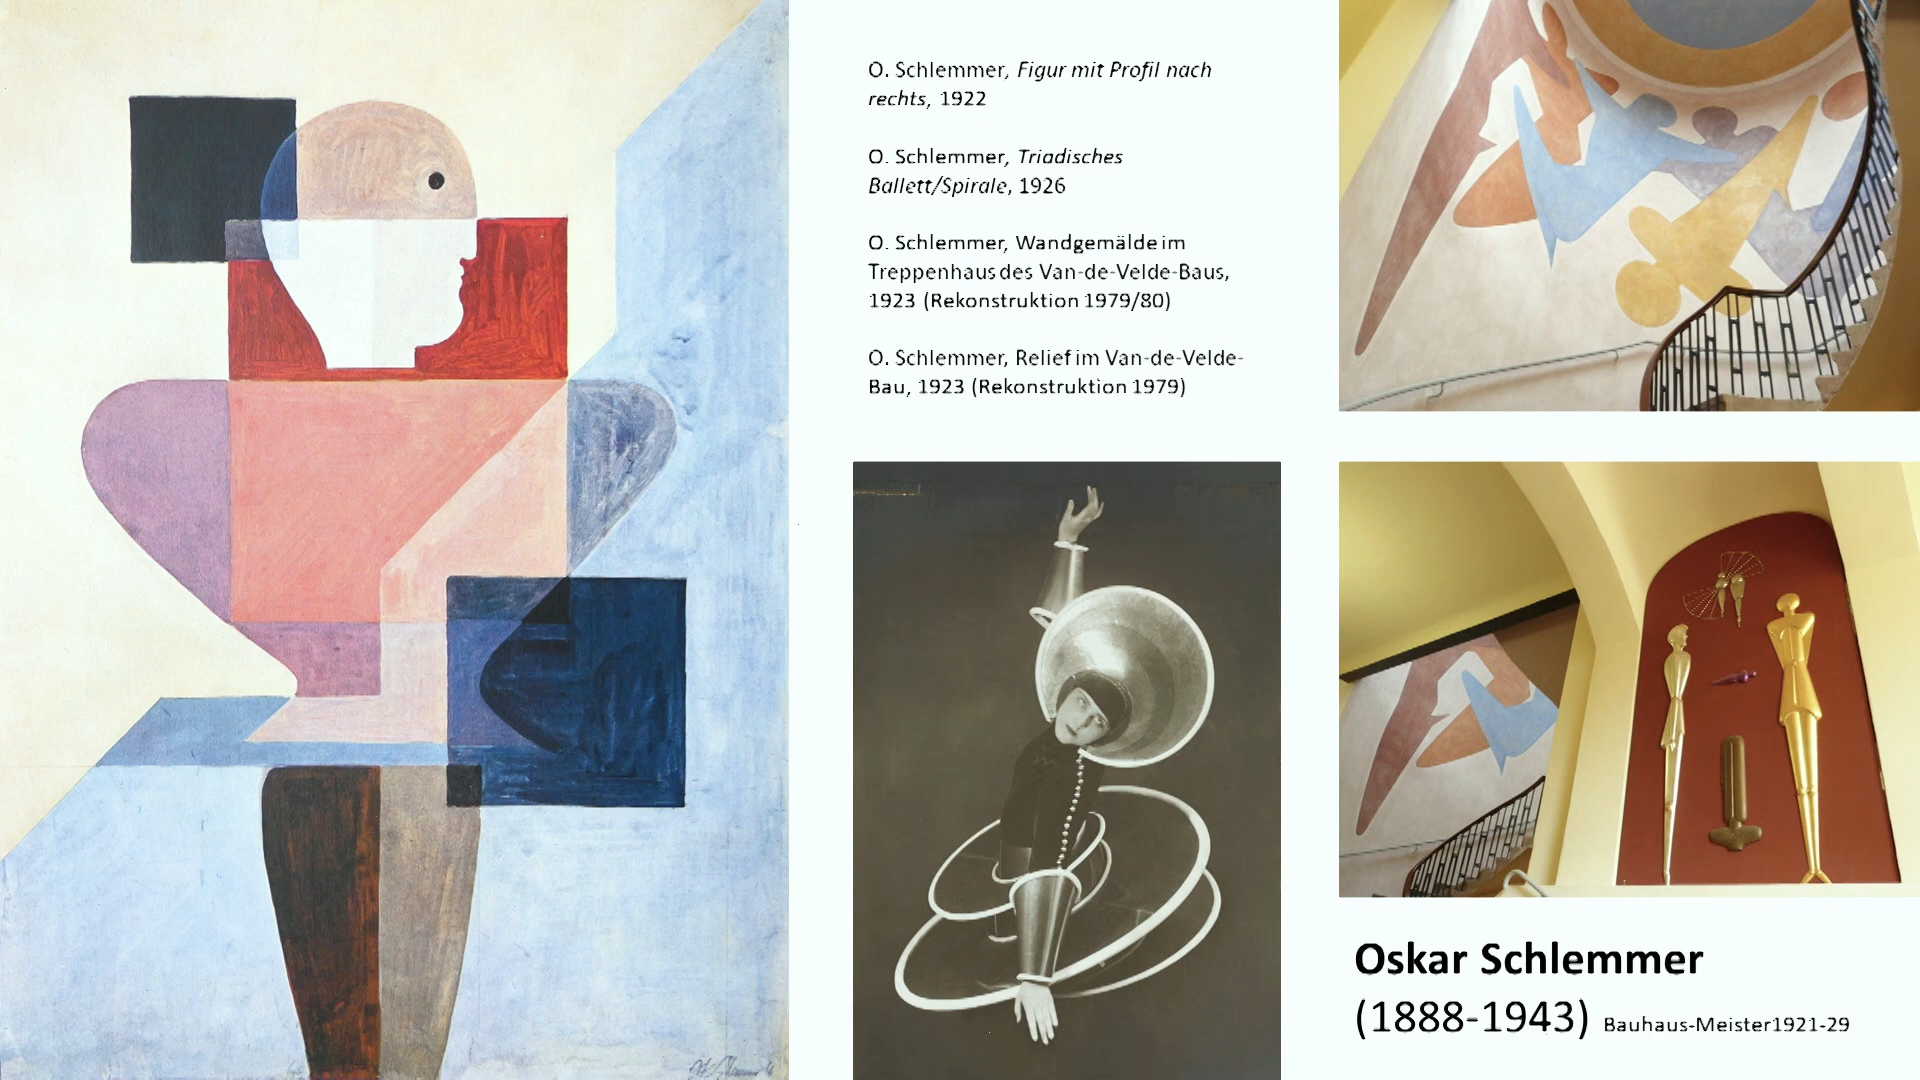 O. Schlemmer, Figur mit Profil nach
rechts, 1922
O. Schlemmer, Triadisches
Ballett/Spirale, 1926
O. Schlemmer, Wandgemälde im
Treppenhaus des Van-de-Velde-Baus,
1923 (Rekonstruktion 1979/80)
O. Schlemmer, Relief im Van-de-Velde-
Bau, 1923 (Rekonstruktion 1979)
Oskar Schlemmer
(1888-1943) Bauhaus-Meister1921-29